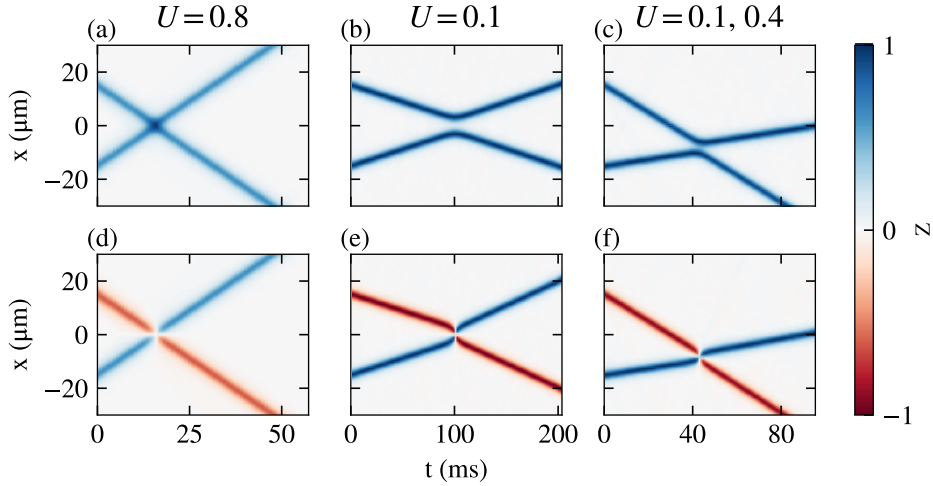 U=0.8 U=0.1 U=0.1, 0.4
(a) (b) (c)
x (μm)
20
0
−20
(d) (e) (f)
x (μm)
20
0
−20
0 25 50 0 100 200 0 40 80
t (ms)
1
0
−1
Z